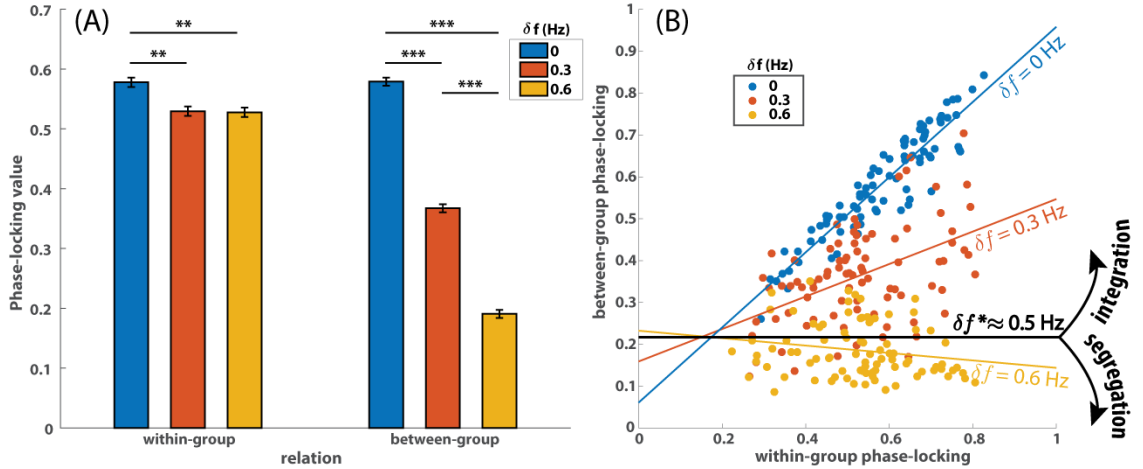 (A)
Phase-locking value
0.7
0.6
0.5
0.4
0.3
0.2
0.1
0
**
**
***
***
***
δ f (Hz)
0
0.3
0.6
within-group
between-group
relation
(B)
between-group phase-locking
1
0.9
0.8
0.7
0.6
0.5
0.4
0.3
0.2
0.1
0
δ f (Hz)
0
0.3
0.6
δf = 0 Hz
δf = 0.3 Hz
δf *≈ 0.5 Hz
δf = 0.6 Hz
integration
segregation
0
0.2
0.4
0.6
0.8
1
within-group phase-locking